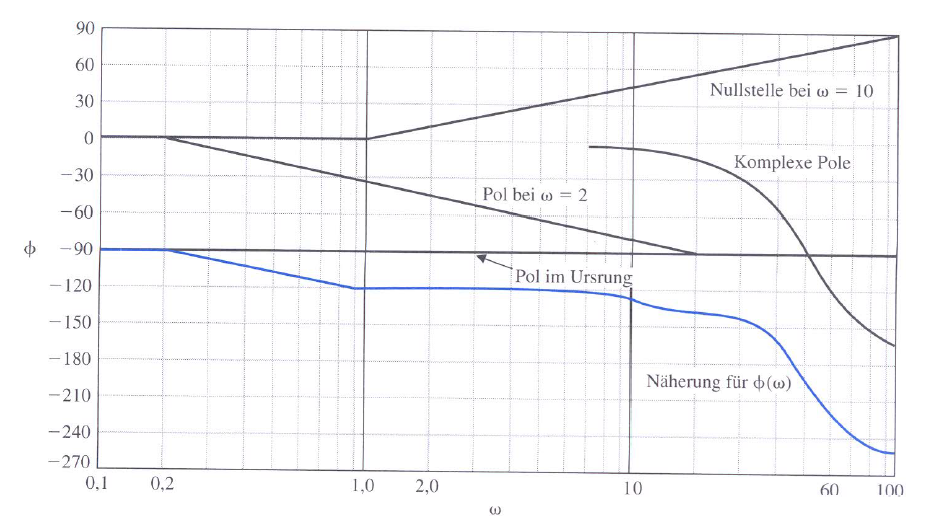 90
60
30
0
−30
−60
ϕ −90
−120
−150
−180
−210
−240
−270
Nullstelle bei ω = 10
Komplexe Pole
Pol bei ω = 2
Pol im Ursrung
Näherung für ϕ(ω)
0,1 0,2 1,0 2,0 10 60 100
ω